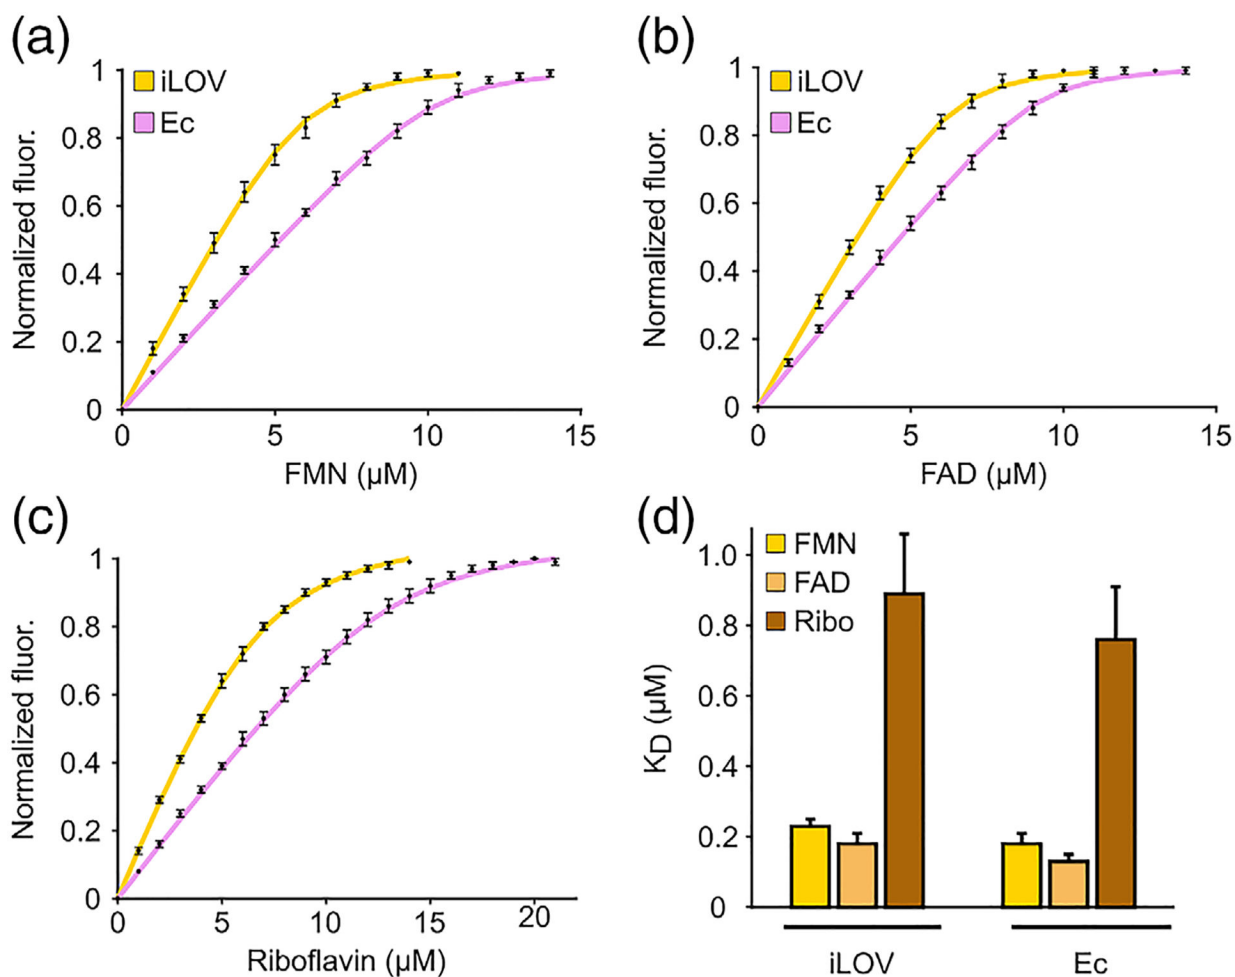 (a)
iLOV
Ec
Normalized fluor.
1
0.8
0.6
0.4
0.2
0
0 5 10 15
FMN (µM)
(b)
iLOV
Ec
Normalized fluor.
1
0.8
0.6
0.4
0.2
0
0 5 10 15
FAD (µM)
(c)
Normalized fluor.
1
0.8
0.6
0.4
0.2
0
0 5 10 15 20
Riboflavin (µM)
(d)
FMN
FAD
Ribo
KD (µM)
1.0
0.8
0.6
0.4
0.2
0
iLOV Ec